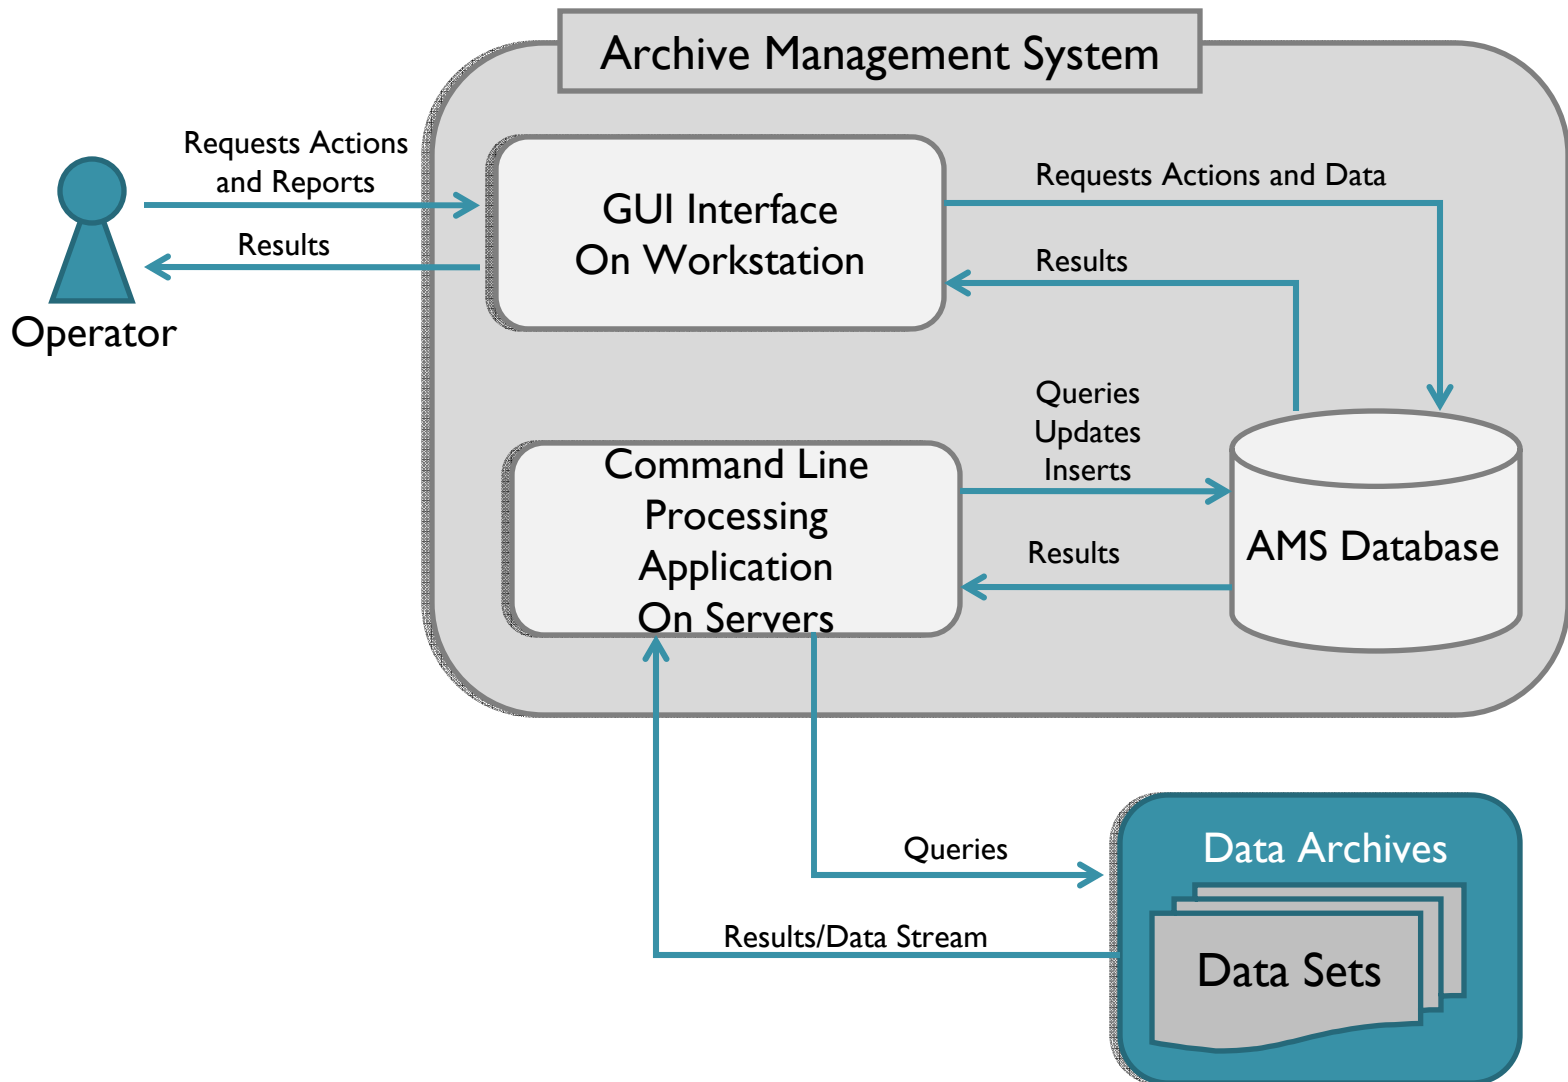 Archive Management System
Requests Actions
and Reports
Results
Operator
GUI Interface
On Workstation
Requests Actions and Data
Results
Queries
Updates
Inserts
Command Line
Processing
Application
On Servers
Results
AMS Database
Queries
Results/Data Stream
Data Archives
Data Sets